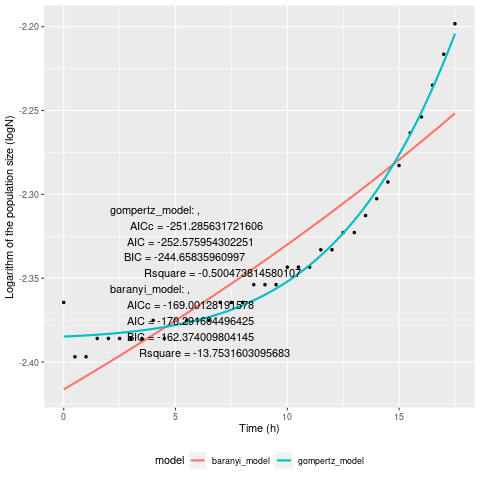 -2.20
-2.25
-2.30
-2.35
-2.40
Logarithm of the population size (logN)
gompertz_model: ,
AICc = -251.285631721606
AIC = -252.575954302251
BIC = -244.65835960997
Rsquare = -0.500473814580107
baranyi_model: ,
AICc = -169.00128191578
AIC = -170.291604496425
BIC = -162.374009804145
Rsquare = -13.7531603095683
0 5 10 15
Time (h)
model baranyi_model gompertz_model